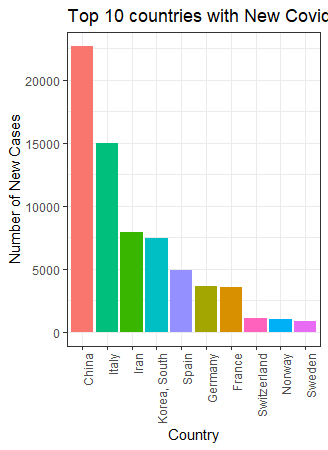 Top 10 countries with New Covid
Number of New Cases
20000
15000
10000
5000
0
China
Italy
Iran
Korea, South
Spain
Germany
France
Switzerland
Norway
Sweden
Country